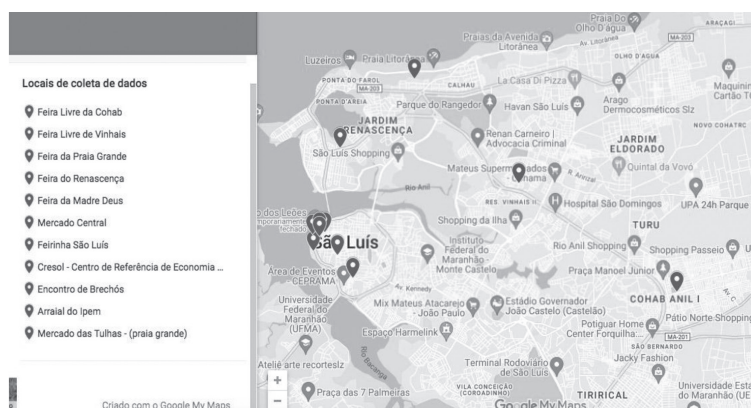 Locais de coleta de dados
Feira Livre da Cohab
Feira Livre de Vinhais
Feira da Praia Grande
Feira do Renascença
Feira da Madre Deus
Mercado Central
Feirinha São Luís
Cresol - Centro de Referência de Economia ...
Encontro de Brechós
Arraial do Ipem
Mercado das Tulhas - (praia grande)
Criado com o Google My Maps
Praia Do
Olho D'água
ARAÇAGI
MA-203
Praias da Avenida
Litorânea
Av. Litorânea
Luzeiros
Praia Litorânea
OLHO D'AGUA
PONTA DO FAROL
MA-203
CALHAU
La Casa Di Pizza
PONTA D'AREIA
Parque do Rangedor
Havan São Luís
Arago
Dermocosméticos Slz
Cartão
JARDIM
RENASCENÇA
NOVO COHATRC
Renan Carneiro |
Advocacia Criminal
JARDIM
ELDORADO
São Luís Shopping
Quintal da Vovó
Mateus Supermercados
Rio Anil
RES. VINHAIS II
Hospital São Domingos
UPA 24h Parque
dos Leões
temporariamente
fechado
Shopping da Ilha
TURU
São Luís
Instituto
Federal do
Maranhão -
Monte Castelo
Rio Anil Shopping
Shopping Passeio
Área de Eventos
CEPRAMA
Praça Manoel Junior
Av. Kennedy
COHAB ANIL I
Universidade
Federal do
Maranhão
(UFMA)
Mix Mateus Atacarejo
- João Paulo
Estádio Governador
João Castelo (Castelão)
Pátio Norte Shopping
Potiguar Home
Center Forquilha...
MA-201
Espaço Harmelink
SÃO BERNARDO
Jacky Fashion
Rio Bacanga
Ateliê arte recorteslz
Terminal Rodoviário
de São Luís
Praça das 7 Palmeiras
VILA CONCEIÇÃO
(COROADINHO)
TIRIRICAL
Universidade Esta
do Maranhão (UE
Google My Maps
+
−